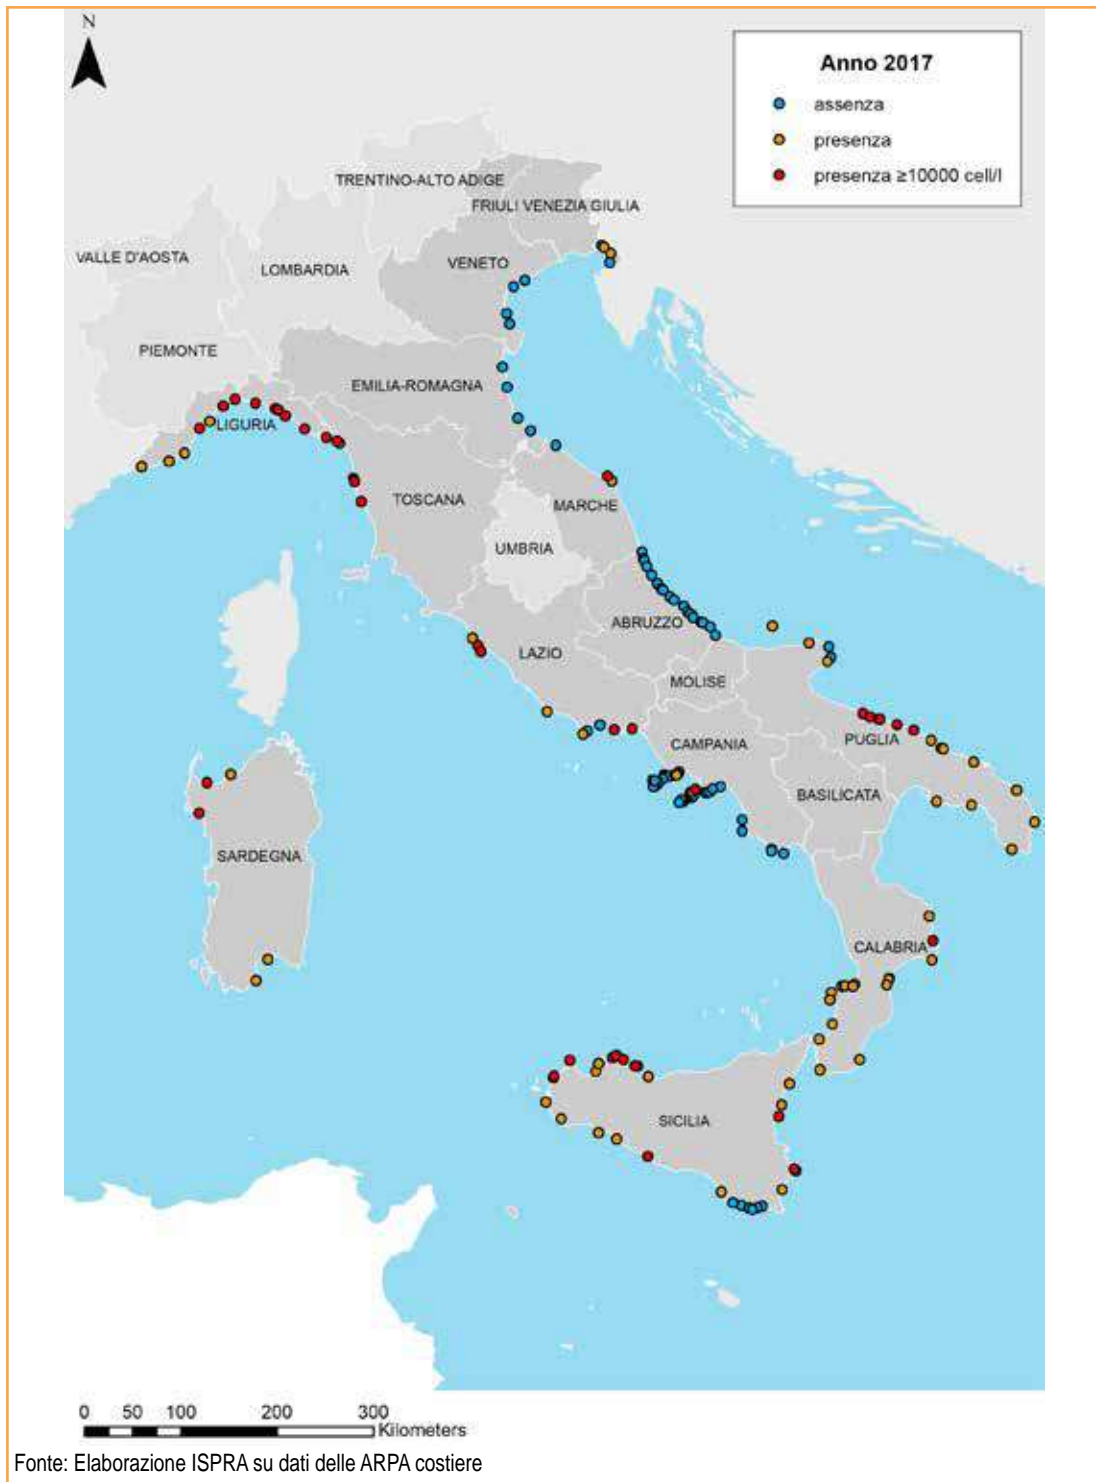 N
Anno 2017
assenza
presenza
presenza ≥10000 cell/l
TRENTINO-ALTO ADIGE
FRIULI VENEZIA GIULIA
VALLE D'AOSTA
LOMBARDIA
VENETO
PIEMONTE
EMILIA-ROMAGNA
LIGURIA
TOSCANA
MARCHE
UMBRIA
ABRUZZO
LAZIO
MOLISE
CAMPANIA
PUGLIA
BASILICATA
SARDEGNA
CALABRIA
SICILIA
0 50 100 200 300
Kilometers
Fonte: Elaborazione ISPRA su dati delle ARPA costiere